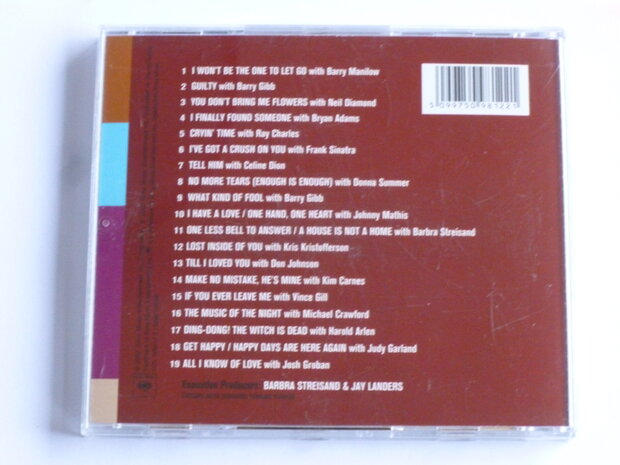 1 I WON'T BE THE ONE TO LET GO with Barry Manilow
2 GUILTY with Barry Gibb
3 YOU DON'T BRING ME FLOWERS with Neil Diamond
4 I FINALLY FOUND SOMEONE with Bryan Adams
5 CRYIN' TIME with Ray Charles
6 I'VE GOT A CRUSH ON YOU with Frank Sinatra
7 TELL HIM with Celine Dion
8 NO MORE TEARS (ENOUGH IS ENOUGH) with Donna Summer
9 WHAT KIND OF FOOL with Barry Gibb
10 I HAVE A LOVE / ONE HAND, ONE HEART with Johnny Mathis
11 ONE LESS BELL TO ANSWER / A HOUSE IS NOT A HOME with Barbra Streisand
12 LOST INSIDE OF YOU with Kris Kristofferson
13 TILL I LOVED YOU with Don Johnson
14 MAKE NO MISTAKE, HE'S MINE with Kim Carnes
15 IF YOU EVER LEAVE ME with Vince Gill
16 THE MUSIC OF THE NIGHT with Michael Crawford
17 DING-DONG! THE WITCH IS DEAD with Harold Arlen
18 GET HAPPY / HAPPY DAYS ARE HERE AGAIN with Judy Garland
19 ALL I KNOW OF LOVE with Josh Groban
Executive Producers: BARBRA STREISAND & JAY LANDERS
5 099750 981221